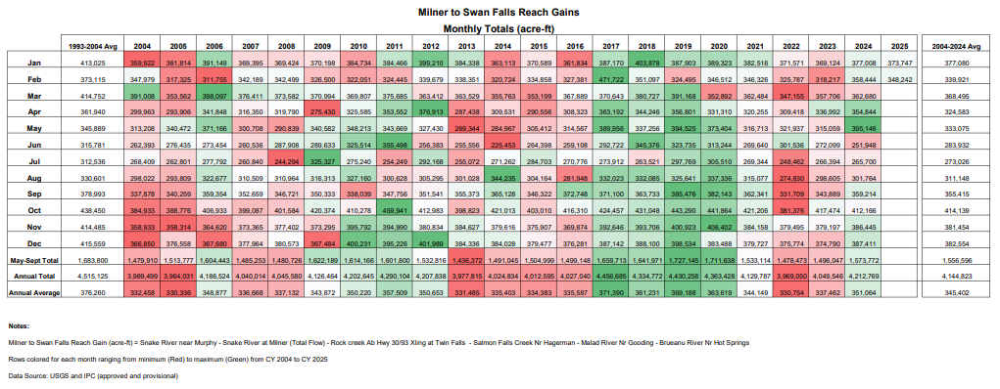 Milner to Swan Falls Reach Gains
Monthly Totals (acre-ft)
1993-2004 Avg 2004 2005 2006 2007 2008 2009 2010 2011 2012 2013 2014 2015 2016 2017 2018 2019 2020 2021 2022 2023 2024 2025 2004-2024 Avg
Jan 413,025 359,922 361,814 391,149 369,395 369,424 370,198 364,734 384,466 399,210 384,338 363,113 370,589 361,834 387,170 403,878 387,903 389,323 382,516 371,571 369,124 377,008 373,747 377,080
Feb 373,115 347,979 317,325 311,755 342,189 342,499 326,500 322,051 324,445 339,679 338,351 320,724 334,858 327,381 471,722 351,097 324,495 346,512 346,326 325,787 318,217 358,444 348,242 339,921
Mar 414,752 391,008 353,562 398,097 376,411 373,582 370,994 369,807 375,685 363,412 363,529 355,763 353,199 367,889 370,643 380,727 391,168 352,892 362,484 347,155 357,706 362,680 368,495
Apr 361,940 299,963 293,906 341,848 316,350 319,790 275,430 325,585 353,552 376,913 287,438 309,531 290,556 308,323 363,192 344,246 356,801 331,310 320,255 309,418 336,992 354,844 324,583
May 345,889 313,208 340,472 371,166 300,708 290,839 340,582 348,213 343,669 327,430 269,344 284,967 305,412 314,567 389,956 337,256 394,525 373,404 316,713 321,937 315,059 395,146 333,075
Jun 315,781 262,393 276,435 273,454 260,536 287,908 289,633 325,514 355,498 256,383 255,556 225,453 264,398 259,108 292,722 345,376 323,735 313,244 269,660 301,536 272,099 251,948 283,932
Jul 312,536 268,409 262,801 277,792 260,840 244,294 325,327 275,240 254,249 292,168 255,072 271,262 284,703 270,776 273,912 263,521 297,769 305,510 269,344 248,462 266,394 265,700 273,026
Aug 330,601 298,022 293,809 322,677 310,509 310,964 316,313 327,160 300,628 305,295 301,028 344,235 304,164 281,948 332,023 332,085 325,641 337,336 315,077 274,830 298,605 301,764 311,148
Sep 378,993 337,878 340,259 359,354 352,659 346,721 350,333 338,039 347,756 351,541 355,373 365,128 346,322 372,748 371,100 363,733 385,476 382,143 362,341 331,709 343,889 359,214 355,415
Oct 438,450 384,933 388,776 406,933 399,087 401,584 420,374 410,278 459,941 412,983 398,823 421,013 403,010 416,310 424,457 431,048 443,290 441,864 421,206 381,376 417,474 412,166 414,139
Nov 414,485 358,933 358,314 364,620 373,365 377,402 373,295 395,792 394,990 380,834 384,627 379,616 375,907 369,874 392,646 393,706 400,923 406,402 384,158 379,495 379,197 386,445 381,454
Dec 415,559 366,850 375,568 367,680 377,964 380,573 367,484 400,231 395,226 401,989 384,336 384,028 379,477 376,281 387,142 388,100 398,534 383,488 379,727 375,774 374,790 387,411 382,554
May-Sept Total 1,683,800 1,479,910 1,513,777 1,604,443 1,485,253 1,480,726 1,622,189 1,614,166 1,601,800 1,532,816 1,436,372 1,491,045 1,504,999 1,499,148 1,659,713 1,641,971 1,727,145 1,711,638 1,533,114 1,478,473 1,496,047 1,573,772 1,556,596
Annual Total 4,515,125 3,989,499 3,964,031 4,186,524 4,040,014 4,045,580 4,126,464 4,202,645 4,290,104 4,207,838 3,977,815 4,024,834 4,012,595 4,027,040 4,456,685 4,334,772 4,430,258 4,363,428 4,129,787 3,969,050 4,049,546 4,212,769 4,144,823
Annual Average 376,260 332,458 330,336 348,877 336,668 337,132 343,872 350,220 357,509 350,653 331,485 335,403 334,383 335,587 371,390 361,231 369,188 363,619 344,149 330,754 337,462 351,064 345,402
Notes:
Milner to Swan Falls Reach Gain (acre-ft) = Snake River near Murphy - Snake River at Milner (Total Flow) - Rock creek Ab Hwy 30/93 Xling at Twin Falls - Salmon Falls Creek Nr Hagerman - Malad River Nr Gooding - Brueanu River Nr Hot Springs
Rows colored for each month ranging from minimum (Red) to maximum (Green) from CY 2004 to CY 2025
Data Source: USGS and IPC (approved and provisional)